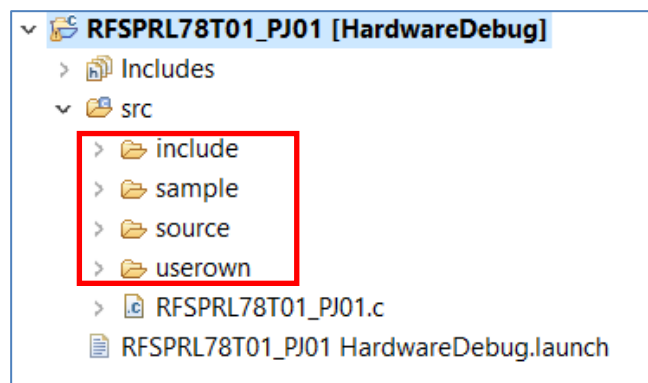 RFSPRL78T01_PJ01 [HardwareDebug]
Includes
src
include
sample
source
userown
RFSPRL78T01_PJ01.c
RFSPRL78T01_PJ01 HardwareDebug.launch